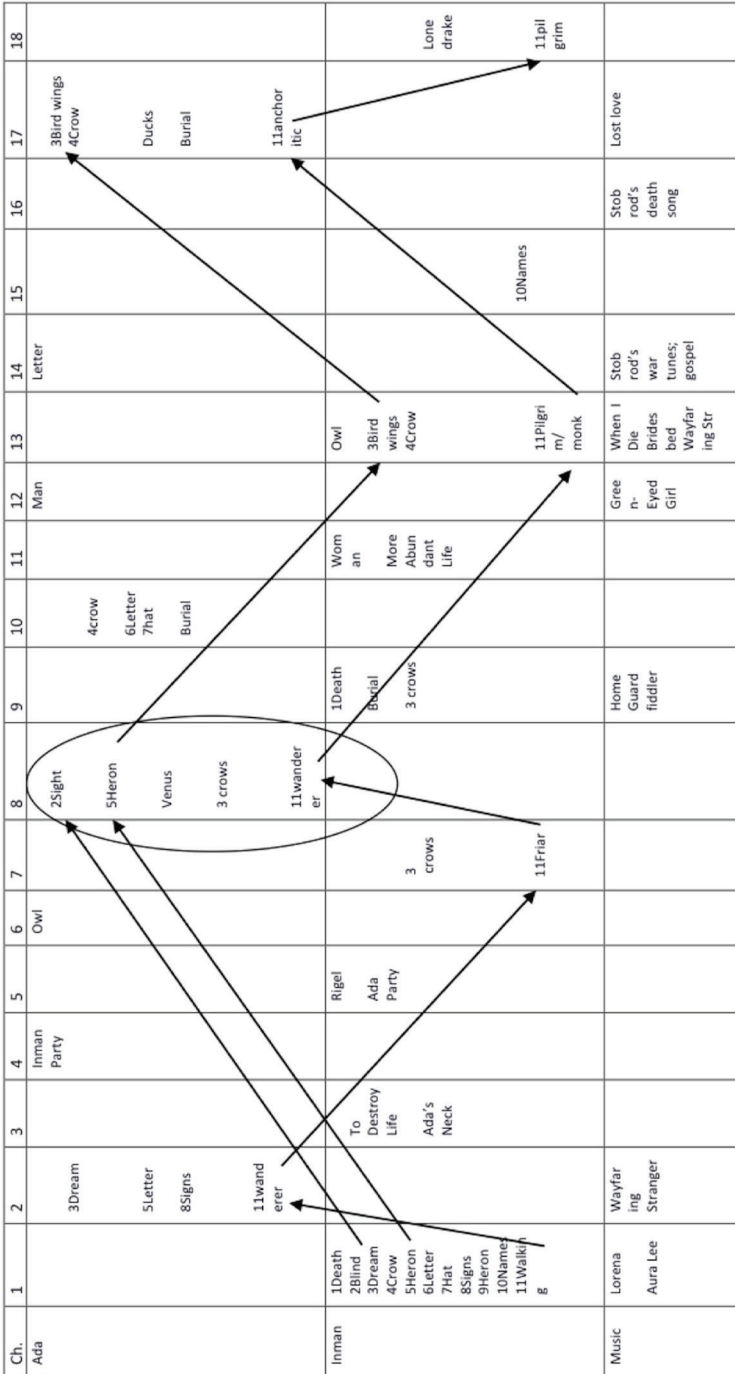 Ch.
1
2
3
4
5
6
7
8
9
10
11
12
13
14
15
16
17
18
Ada
3Dream
5Letter
8Signs
11wand
erer
Inman
Party
Owl
2Sight
5Heron
Venus
3 crows
11wander
er
4crow
6Letter
7hat
Burial
Man
Letter
3Bird wings
4Crow
Ducks
Burial
11anchor
itic
Inman
1Death
2Blind
3Dream
4Crow
5Heron
6Letter
7Hat
8Signs
9Heron
10Names
11Walkin
g
To
Destroy
Life
Ada's
Neck
Rigel
Ada
Party
3
crows
11Friar
1Death
Burial
3 crows
Wom
an
More
Abun
dant
Life
Owl
3Bird
wings
4Crow
11Pilgri
m/
monk
10Names
Lone
drake
11pil
grim
Music
Lorena
Aura Lee
Wayfar
ing
Stranger
Home
Guard
fiddler
Gree
n-
Eyed
Girl
When I
Die
Brides
bed
Wayfar
ing Str
Stob
rod's
war
tunes;
gospel
Stob
rod's
death
song
Lost love